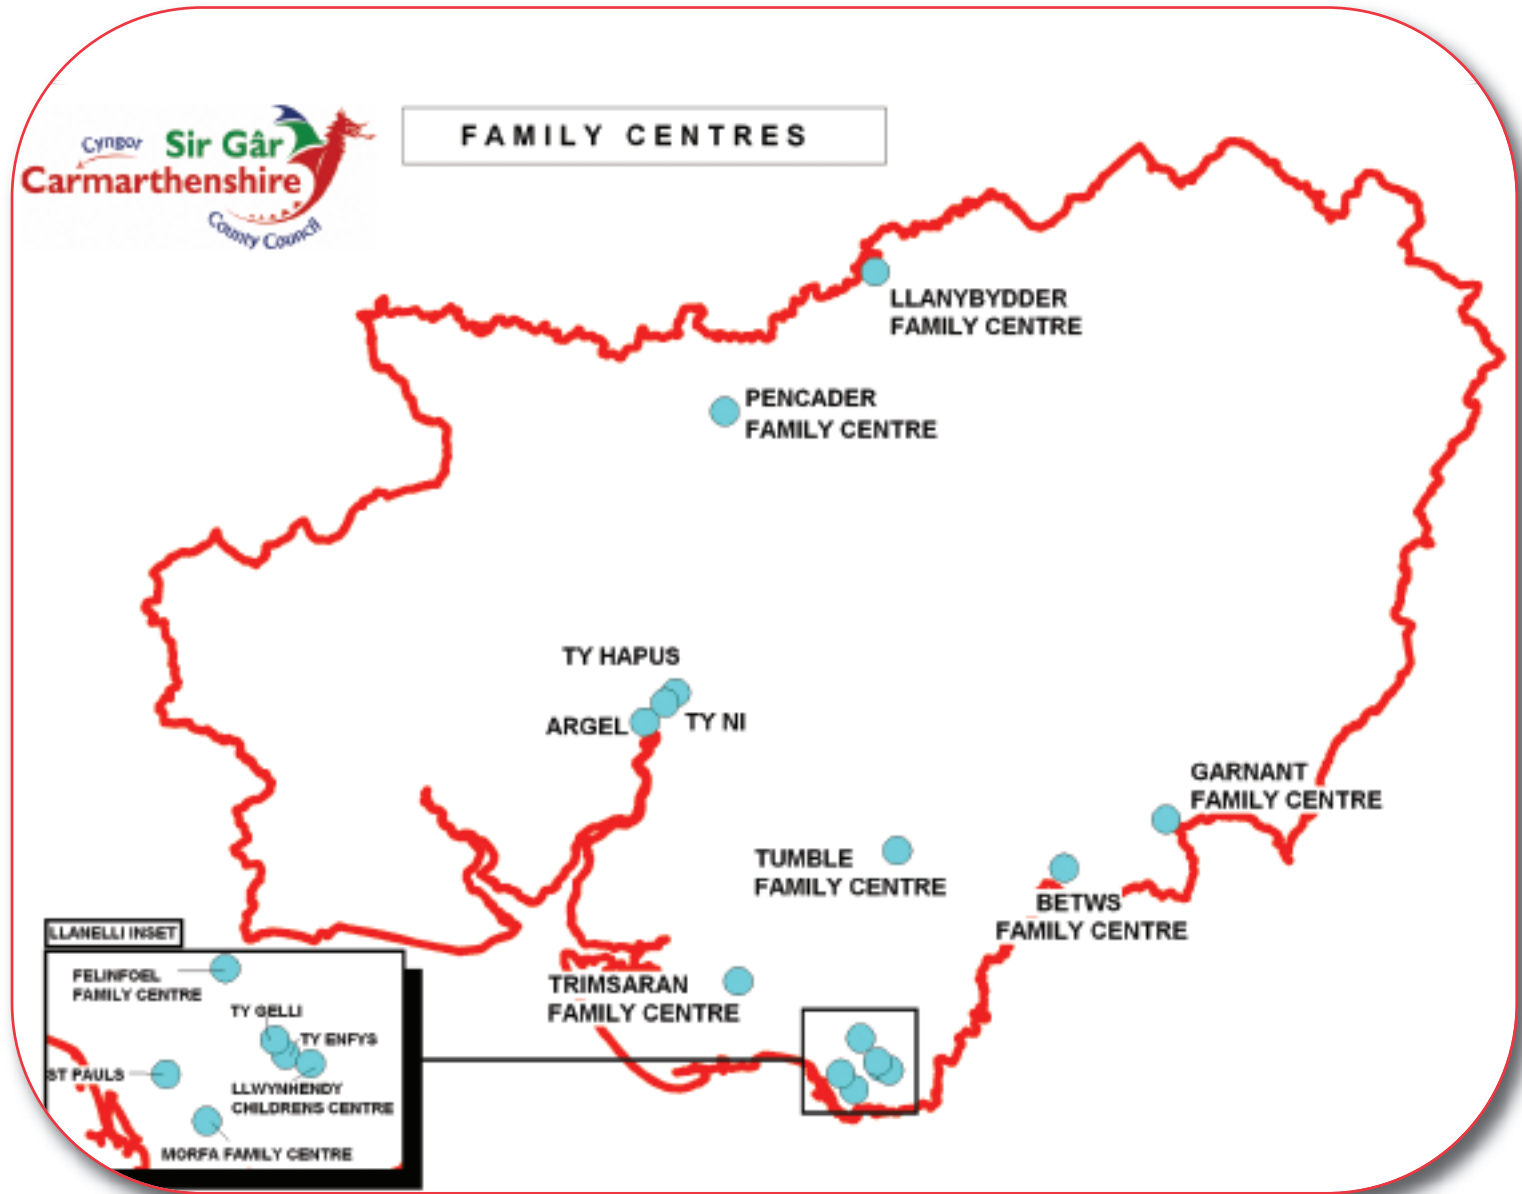 Cyngor Sir Gâr
Carmarthenshire
County Council
FAMILY CENTRES
LLANYBYDDER
FAMILY CENTRE
PENCADER
FAMILY CENTRE
TY HAPUS
ARGEL
TY NI
GARNANT
FAMILY CENTRE
TUMBLE
FAMILY CENTRE
BETWS
FAMILY CENTRE
TRIMSARAN
FAMILY CENTRE
LLANELLI INSET
FELINFOEL
FAMILY CENTRE
TY GELLI
TY ENFYS
ST PAULS
LLWYNHENDY
CHILDRENS CENTRE
MORFA FAMILY CENTRE